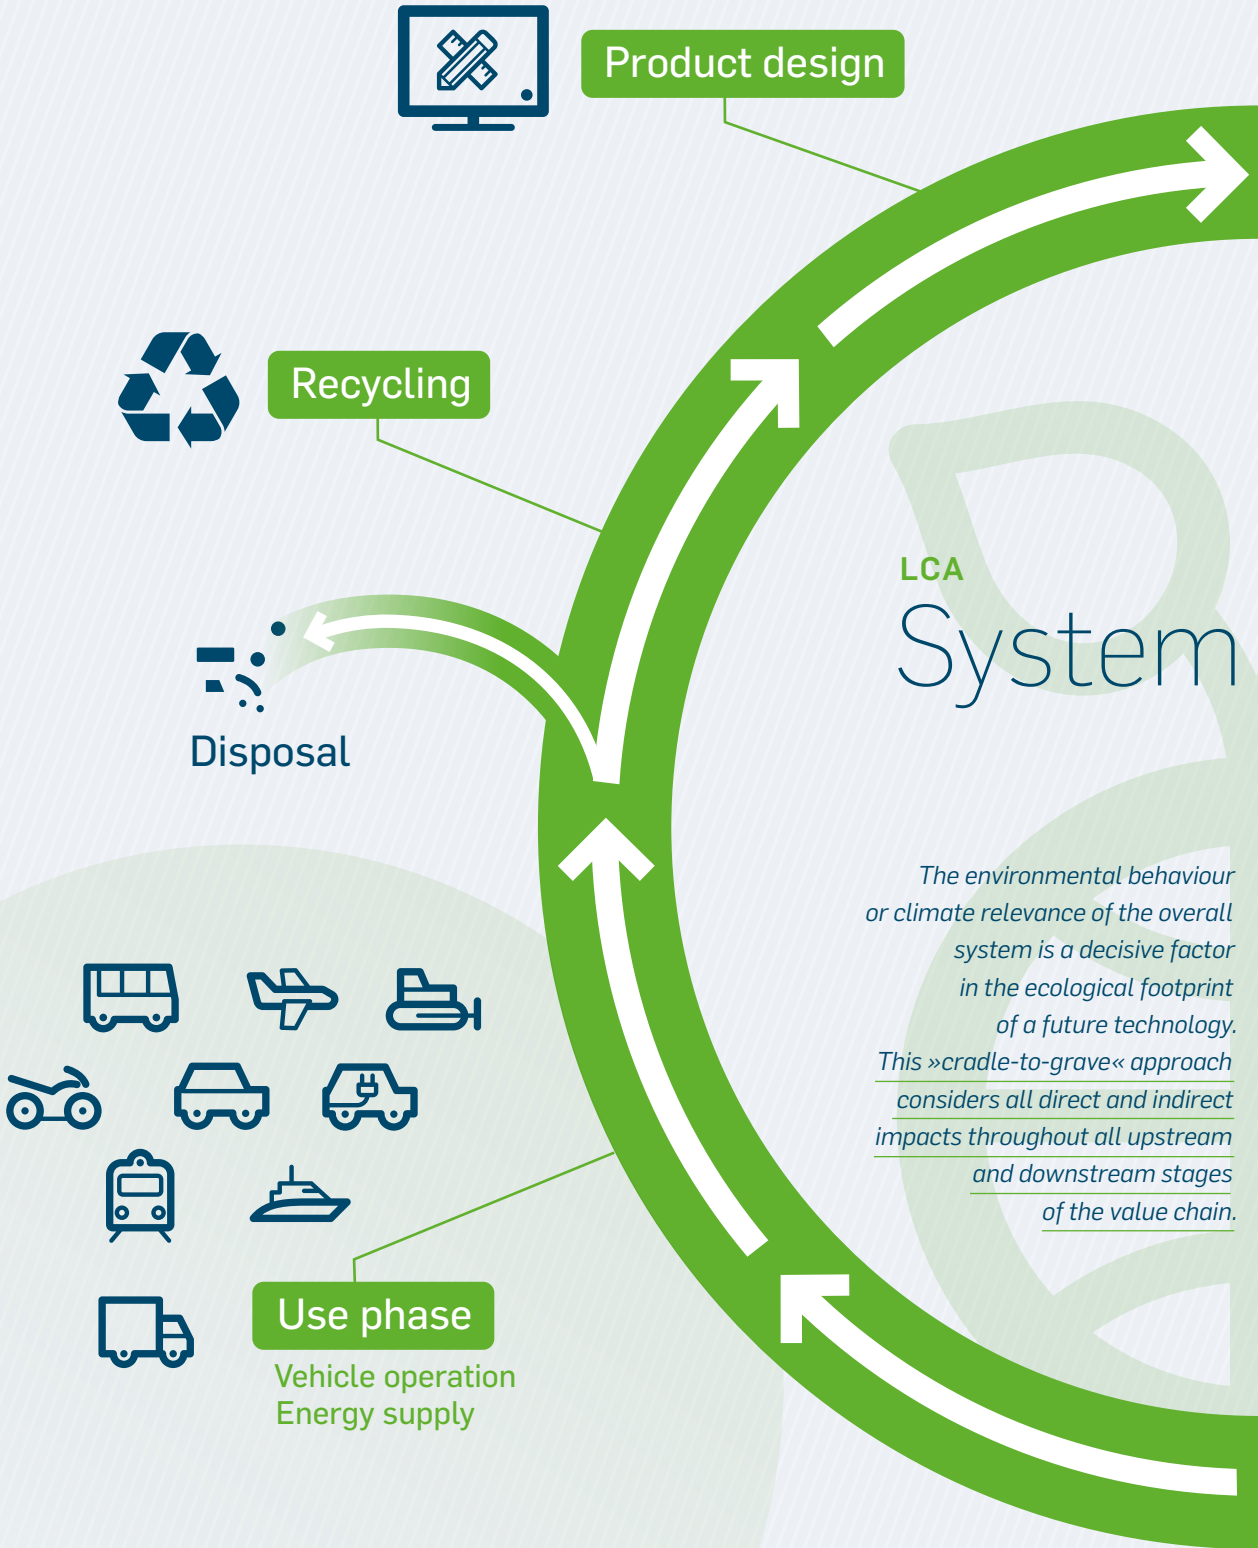 Product design
Recycling
LCA
System
Disposal
The environmental behaviour
or climate relevance of the overall
system is a decisive factor
in the ecological footprint
of a future technology.
This »cradle-to-grave« approach
considers all direct and indirect
impacts throughout all upstream
and downstream stages
of the value chain.
Use phase
Vehicle operation
Energy supply